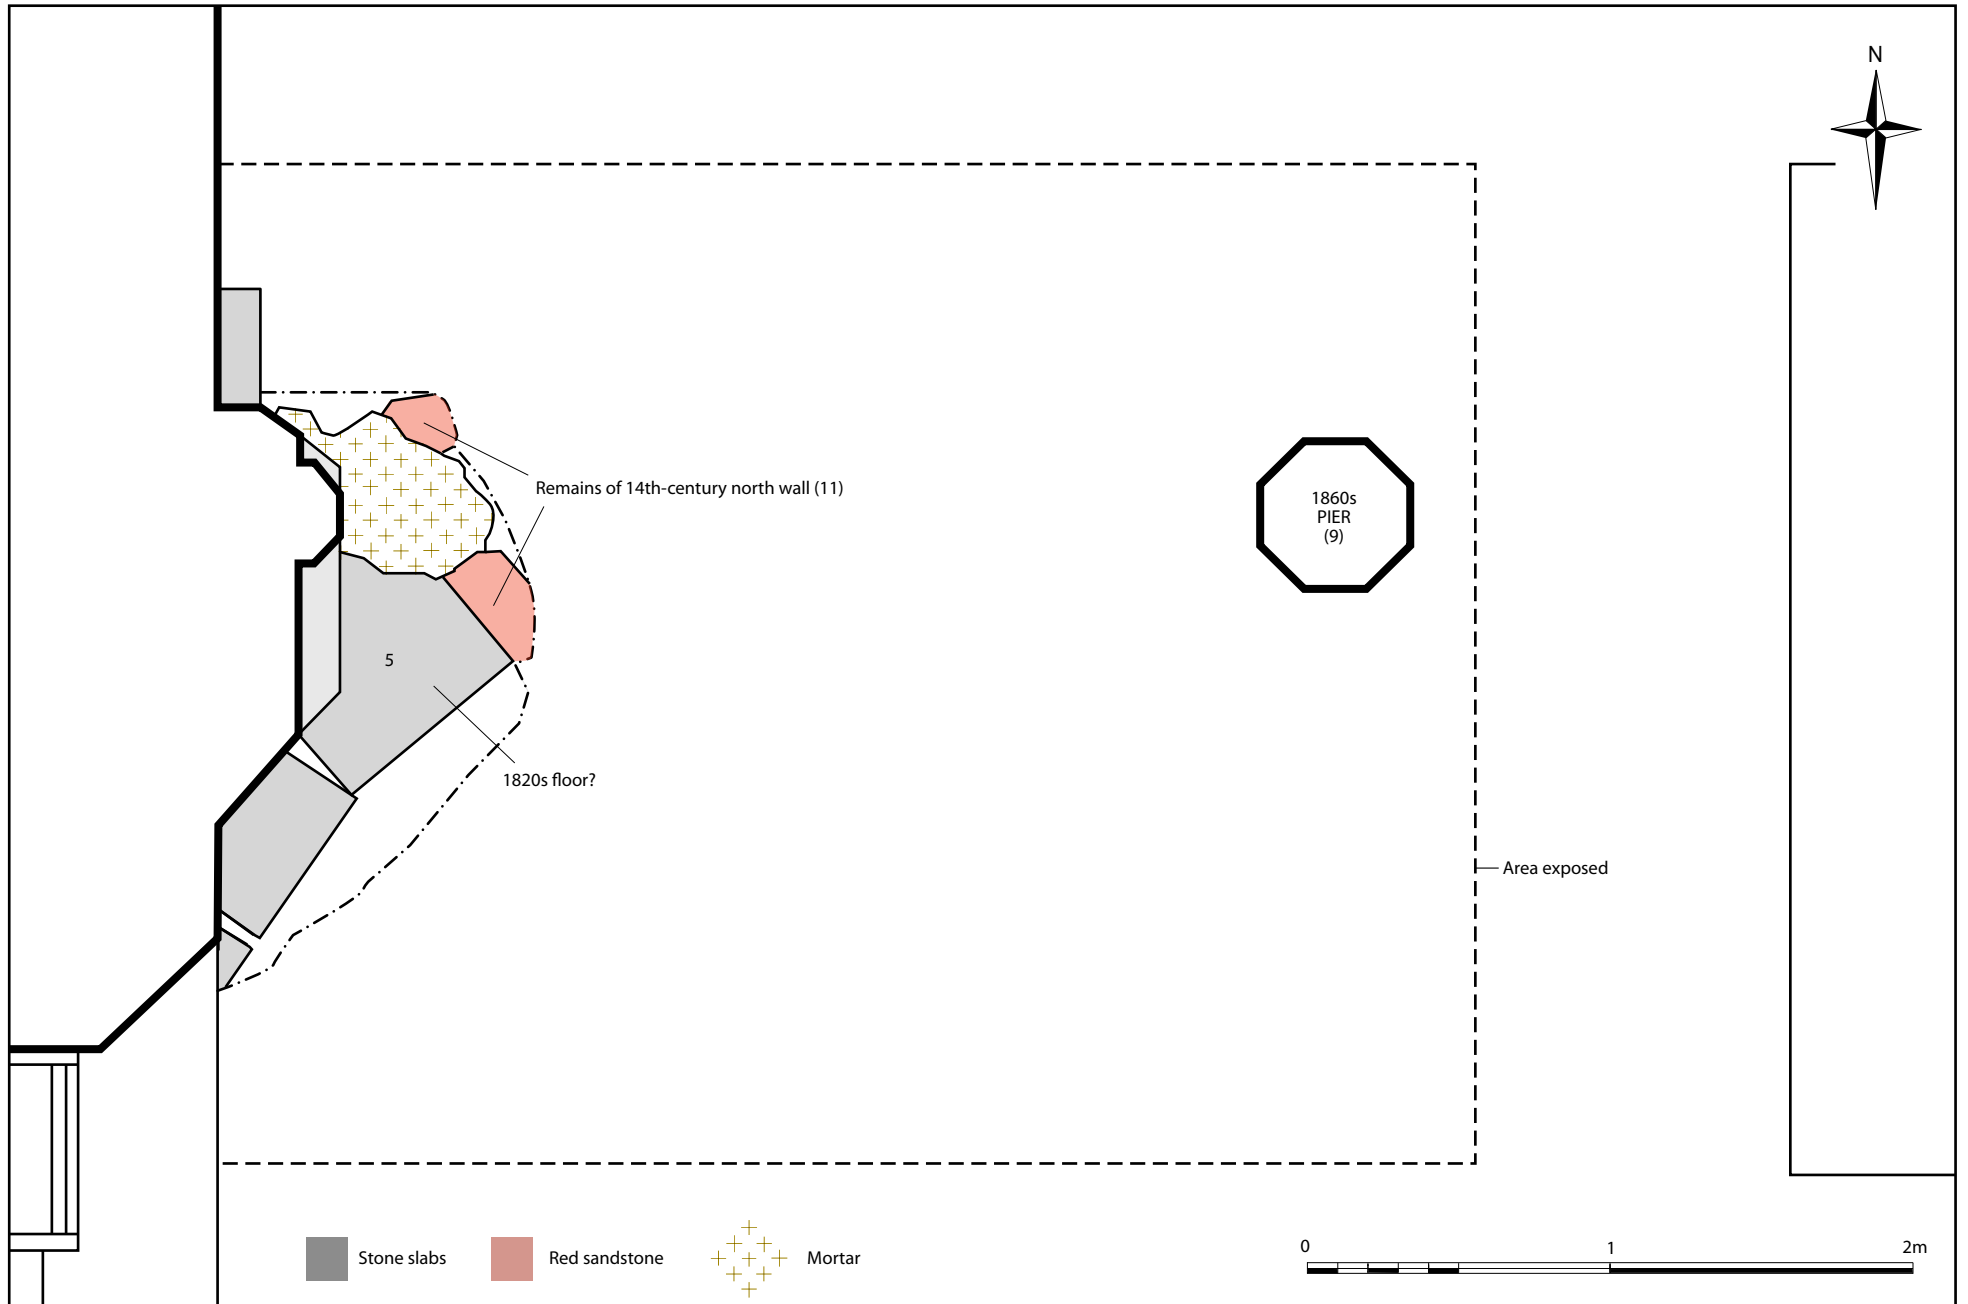 N
Remains of 14th-century north wall (11)
1860s
PIER
(9)
5
1820s floor?
Area exposed
Stone slabs
Red sandstone
Mortar
0
1
2m